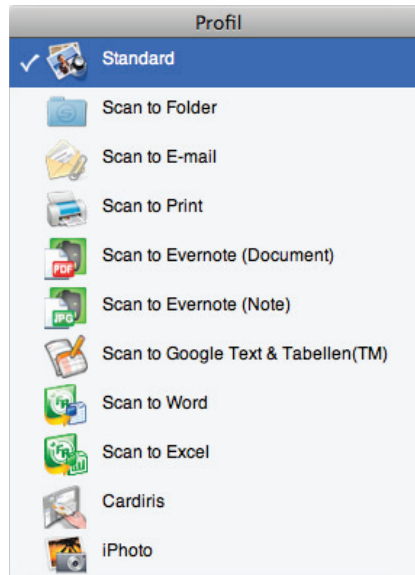 Profil
Standard
Scan to Folder
Scan to E-mail
Scan to Print
Scan to Evernote (Document)
PDF
Scan to Evernote (Note)
JPG
Scan to Google Text & Tabellen(TM)
Scan to Word
Scan to Excel
Cardiris
iPhoto